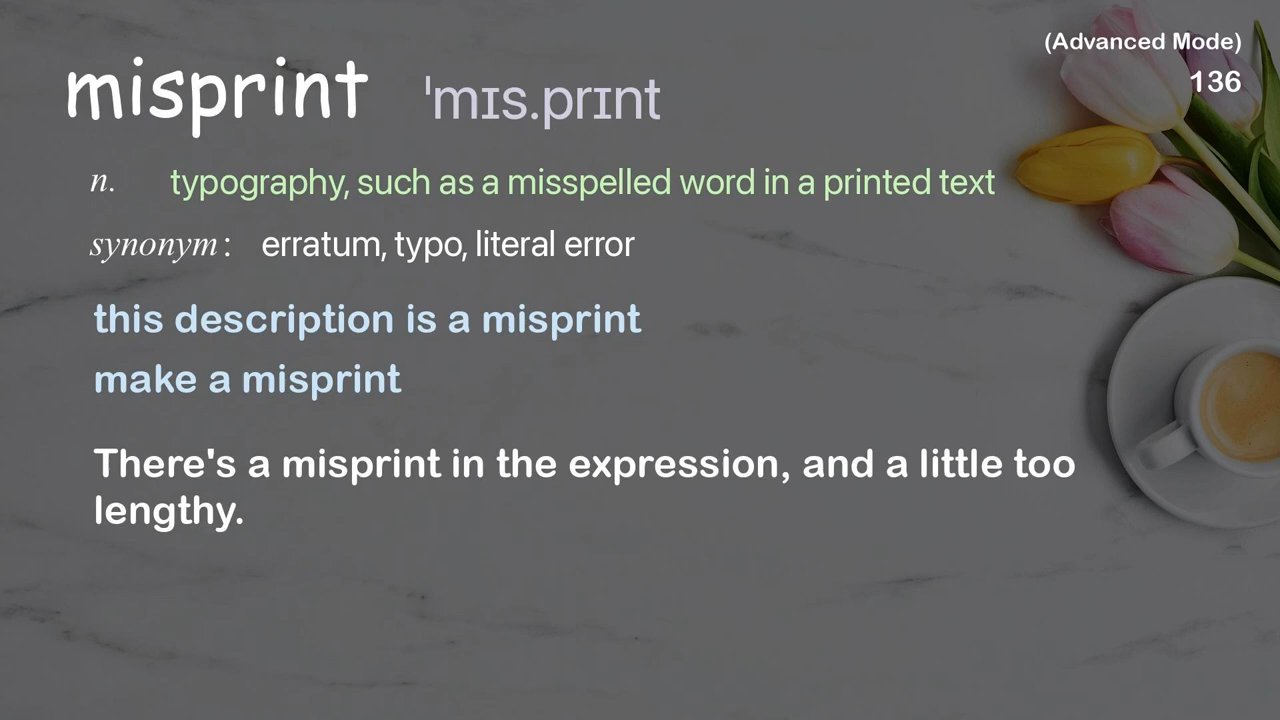 (Advanced Mode)
136
misprint ˈmɪs.prɪnt
n. typography, such as a misspelled word in a printed text
synonym: erratum, typo, literal error
this description is a misprint
make a misprint
There's a misprint in the expression, and a little too
lengthy.